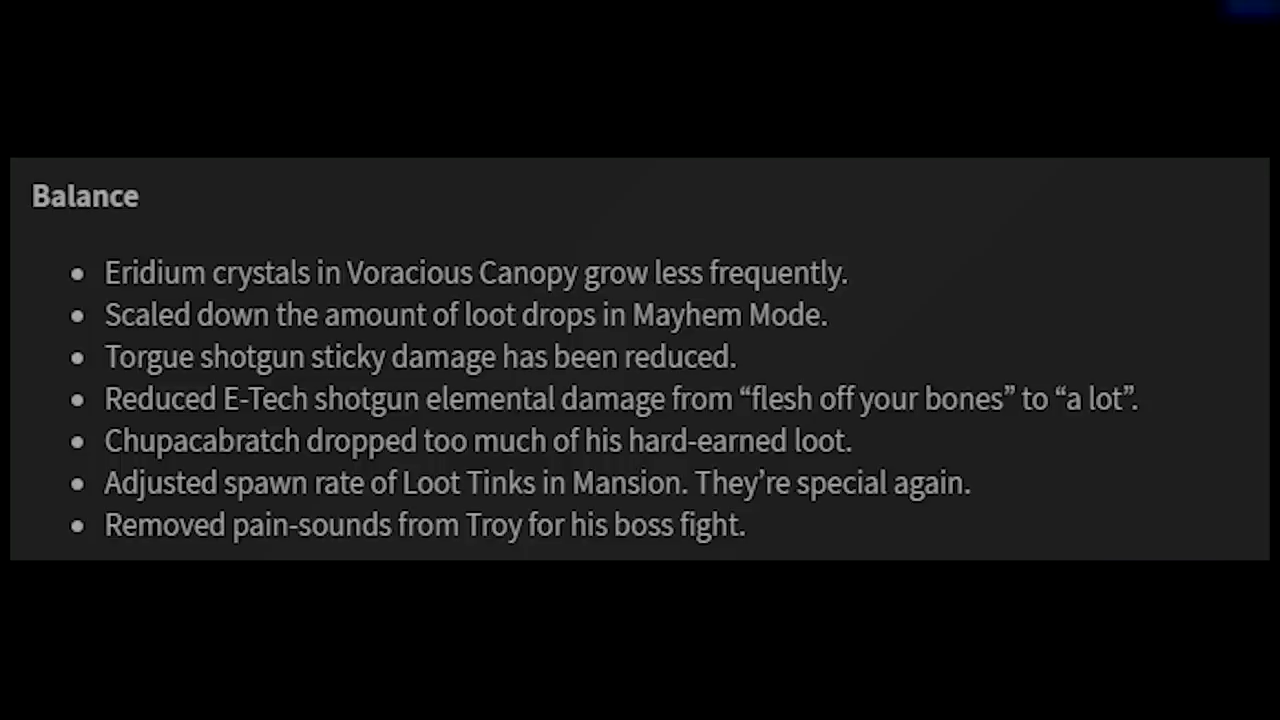 Balance
• Eridium crystals in Voracious Canopy grow less frequently.
• Scaled down the amount of loot drops in Mayhem Mode.
• Torgue shotgun sticky damage has been reduced.
• Reduced E-Tech shotgun elemental damage from “flesh off your bones” to “a lot”.
• Chupacabratch dropped too much of his hard-earned loot.
• Adjusted spawn rate of Loot Tinks in Mansion. They’re special again.
• Removed pain-sounds from Troy for his boss fight.